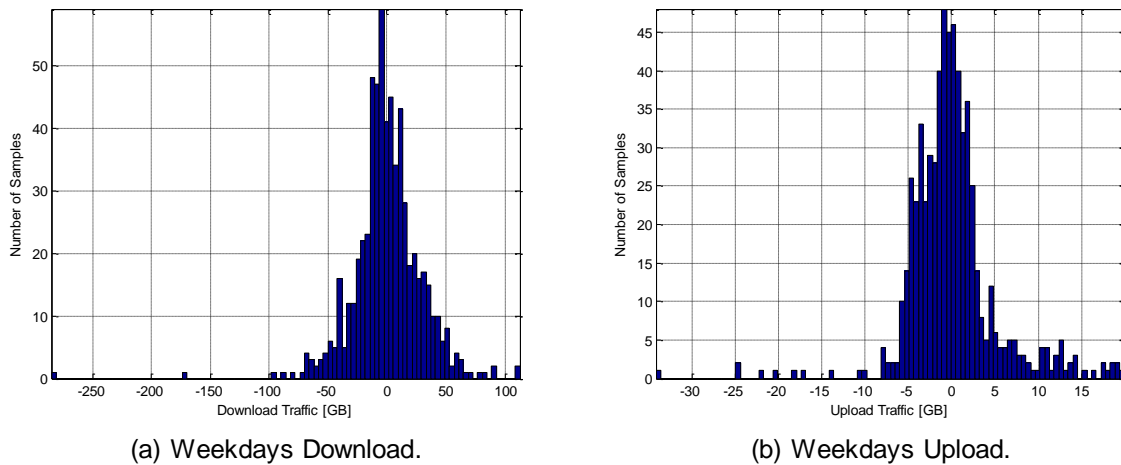 50
40
30
20
10
0
-250 -200 -150 -100 -50 0 50 100
Number of Samples
Download Traffic [GB]
(a) Weekdays Download.
45
40
35
30
25
20
15
10
5
0
-30 -25 -20 -15 -10 -5 0 5 10 15
Number of Samples
Upload Traffic [GB]
(b) Weekdays Upload.